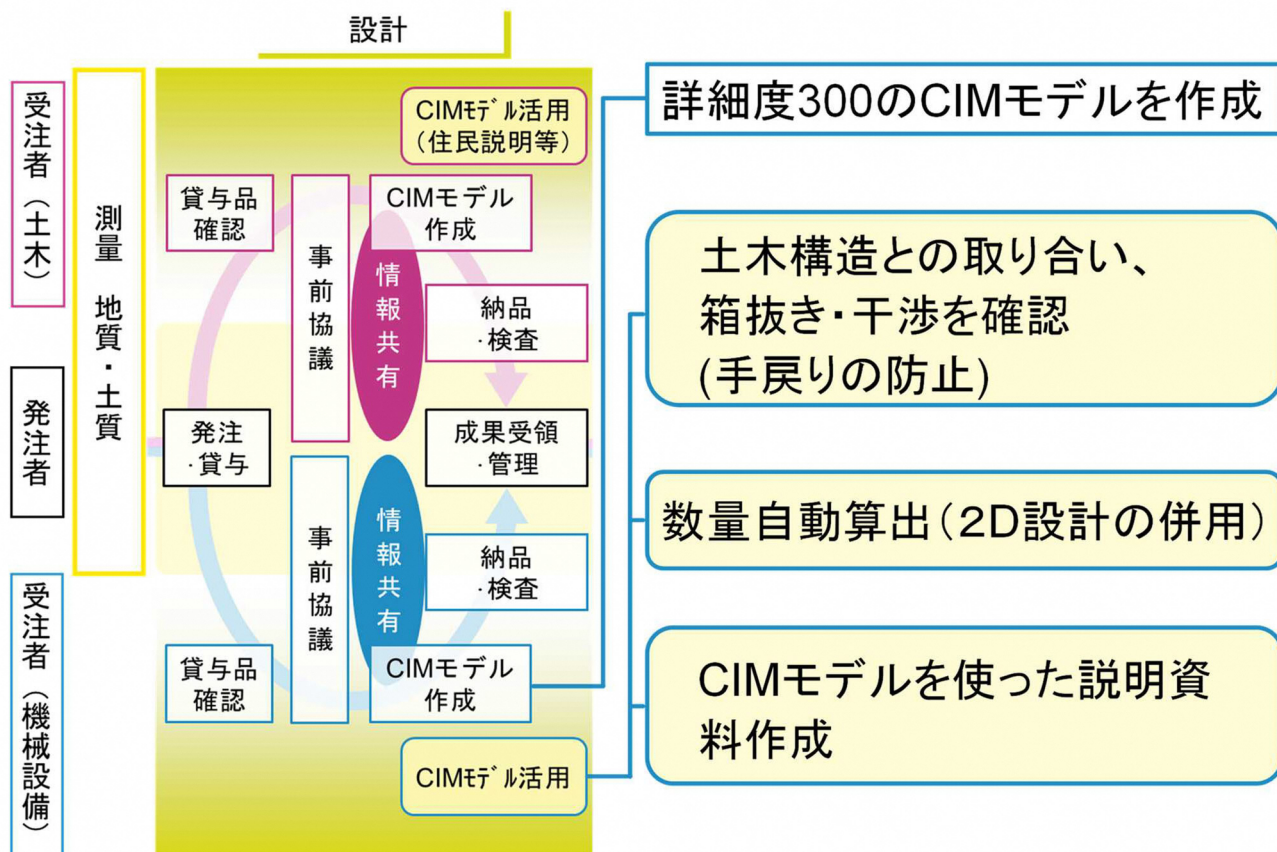 設計
受注者（土木）
発注者
受注者（機械設備）
測量　地質・土質
CIMﾓﾃﾞﾙ活用
（住民説明等）
貸与品
確認
事前協議
CIMモデル
作成
情報共有
納品
・検査
発注
・貸与
成果受領
・管理
事前協議
情報共有
納品
・検査
貸与品
確認
CIMモデル
作成
CIMﾓﾃﾞﾙ活用
詳細度300のCIMモデルを作成
土木構造との取り合い、
箱抜き・干渉を確認
(手戻りの防止)
数量自動算出（2D設計の併用）
CIMモデルを使った説明資
料作成